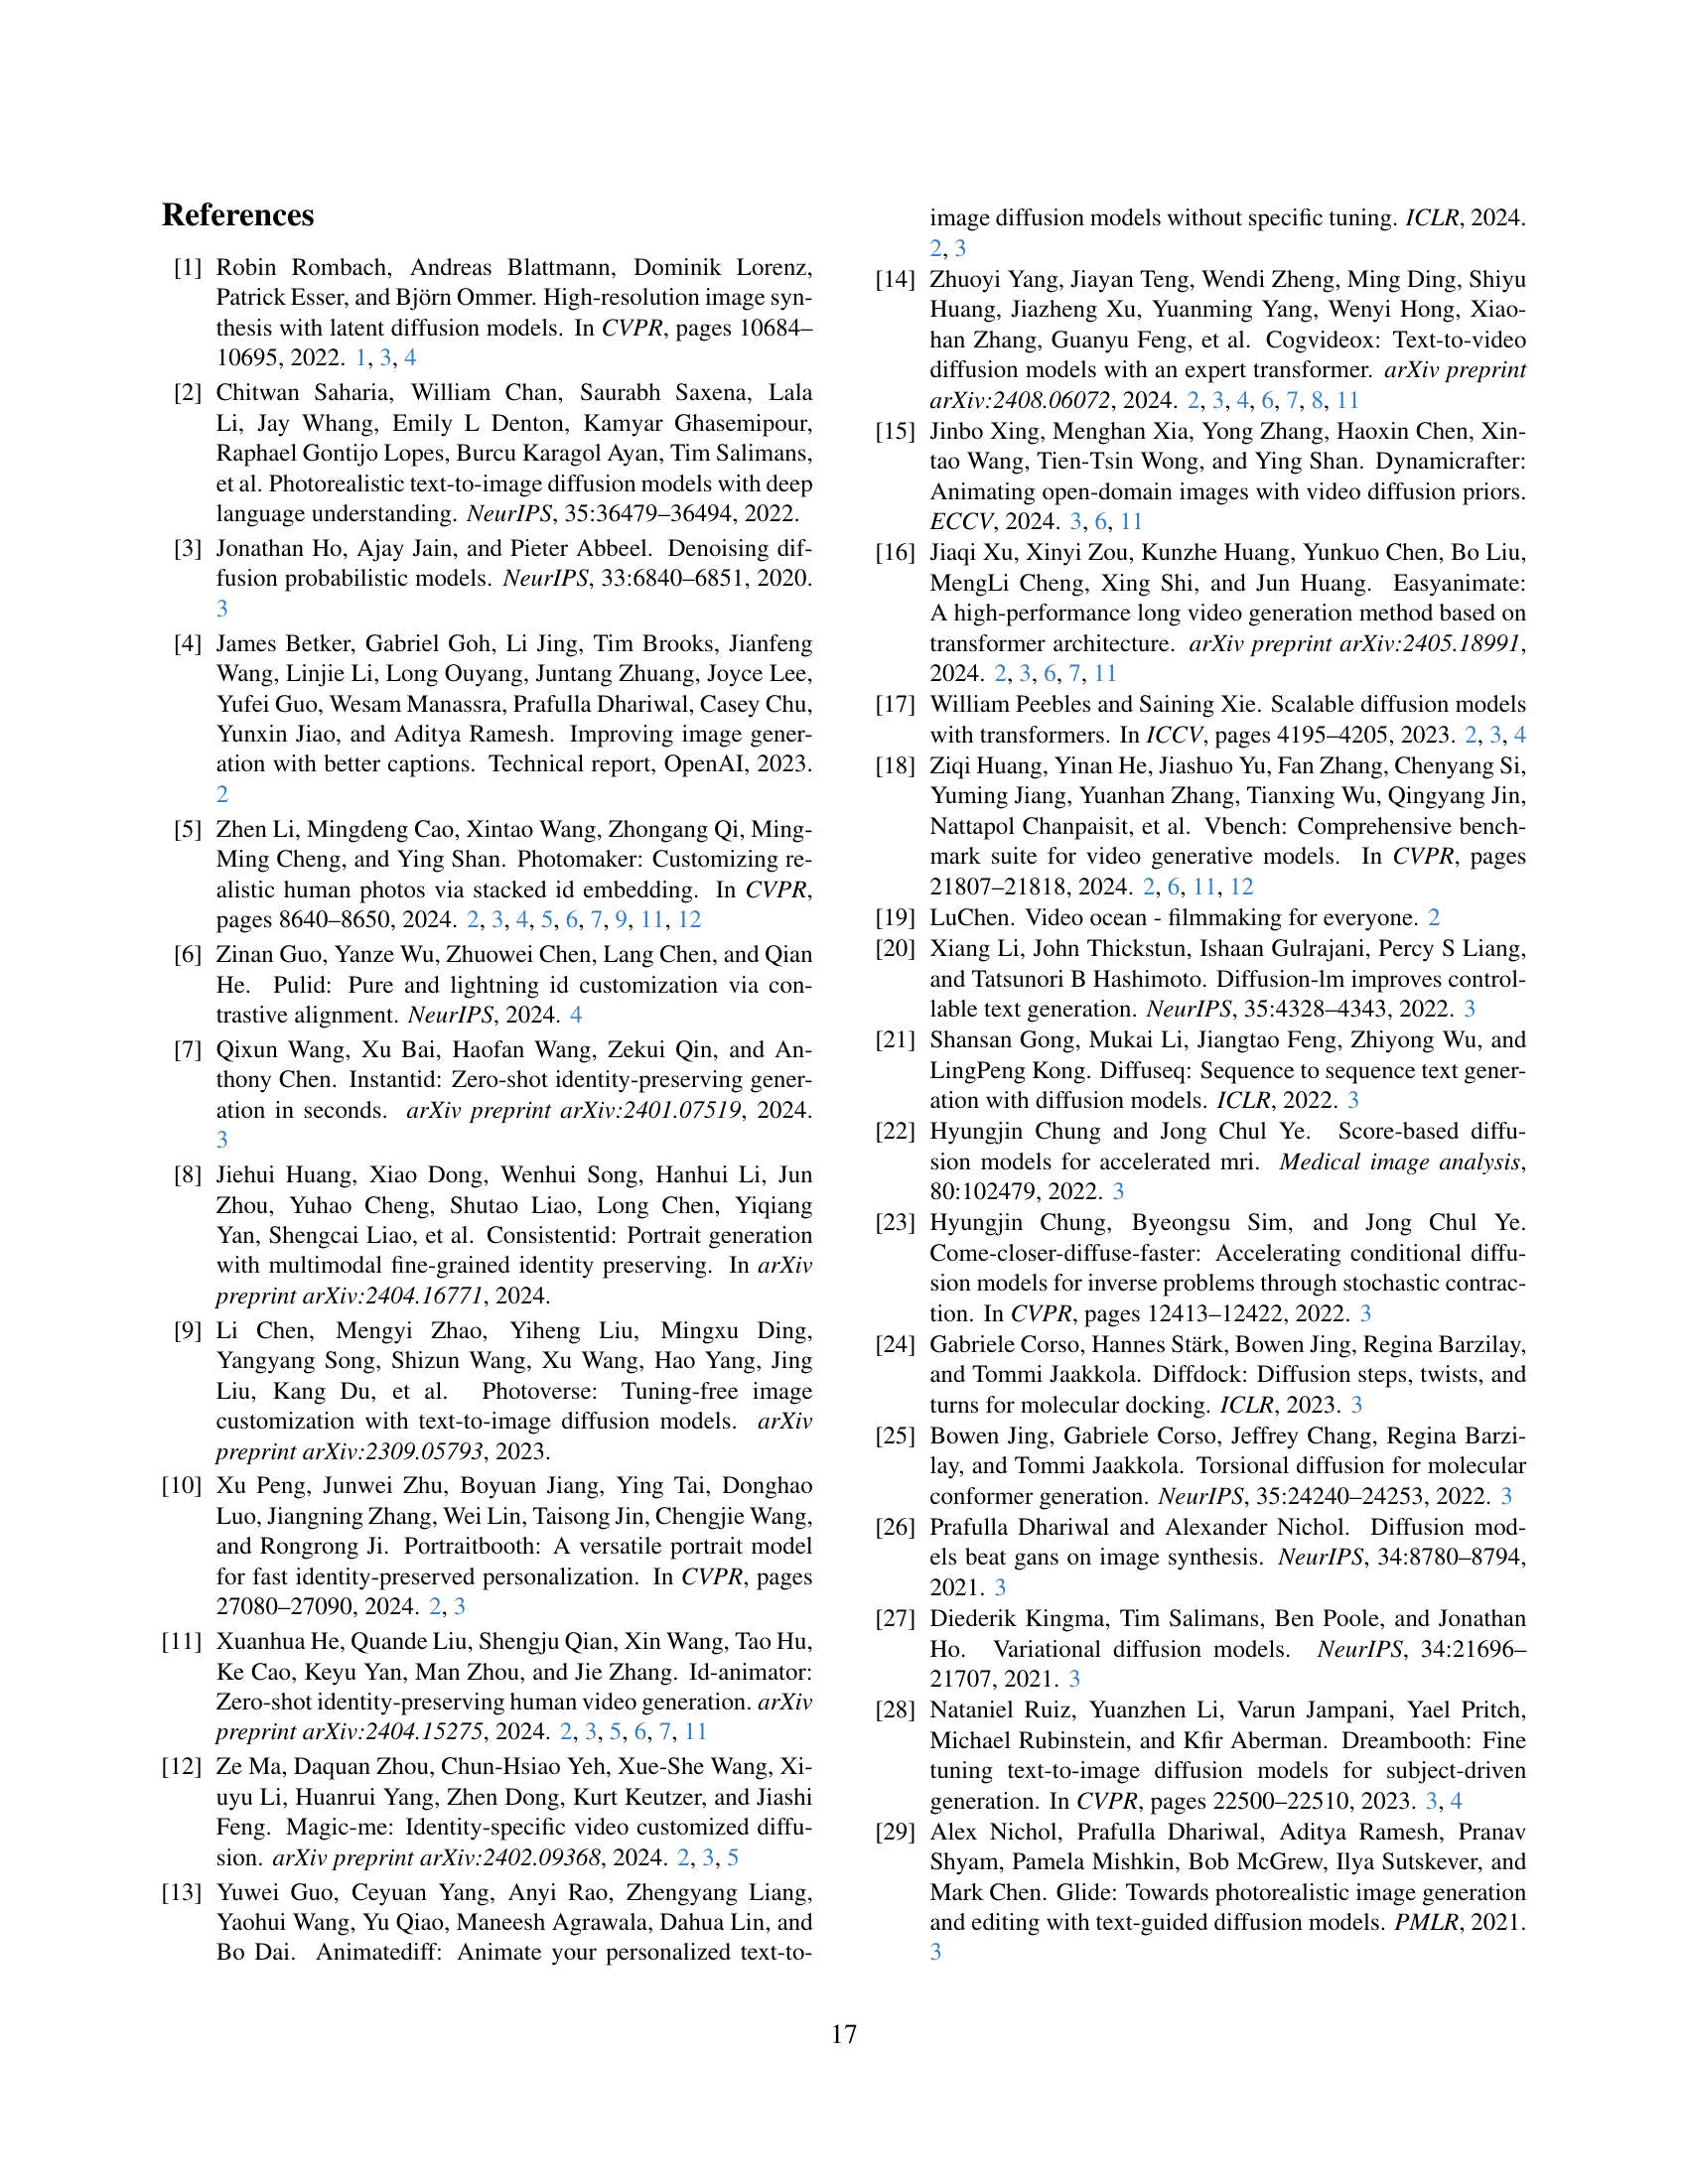 References
[1] Robin Rombach, Andreas Blattmann, Dominik Lorenz,
Patrick Esser, and Björn Ommer. High-resolution image syn-
thesis with latent diffusion models. In CVPR, pages 10684–
10695, 2022. 1, 3, 4
[2] Chitwan Saharia, William Chan, Saurabh Saxena, Lala
Li, Jay Whang, Emily L Denton, Kamyar Ghasemipour,
Raphael Gontijo Lopes, Burcu Karagol Ayan, Tim Salimans,
et al. Photorealistic text-to-image diffusion models with deep
language understanding. NeurIPS, 35:36479–36494, 2022.
[3] Jonathan Ho, Ajay Jain, and Pieter Abbeel. Denoising dif-
fusion probabilistic models. NeurIPS, 33:6840–6851, 2020.
3
[4] James Betker, Gabriel Goh, Li Jing, Tim Brooks, Jianfeng
Wang, Linjie Li, Long Ouyang, Juntang Zhuang, Joyce Lee,
Yufei Guo, Wesam Manassra, Prafulla Dhariwal, Casey Chu,
Yunxin Jiao, and Aditya Ramesh. Improving image gener-
ation with better captions. Technical report, OpenAI, 2023.
2
[5] Zhen Li, Mingdeng Cao, Xintao Wang, Zhongang Qi, Ming-
Ming Cheng, and Ying Shan. Photomaker: Customizing re-
alistic human photos via stacked id embedding. In CVPR,
pages 8640–8650, 2024. 2, 3, 4, 5, 6, 7, 9, 11, 12
[6] Zinan Guo, Yanze Wu, Zhuowei Chen, Lang Chen, and Qian
He. Pulid: Pure and lightning id customization via con-
trastive alignment. NeurIPS, 2024. 4
[7] Qixun Wang, Xu Bai, Haofan Wang, Zekui Qin, and An-
thony Chen. Instantid: Zero-shot identity-preserving gener-
ation in seconds. arXiv preprint arXiv:2401.07519, 2024.
3
[8] Jiehui Huang, Xiao Dong, Wenhui Song, Hanhui Li, Jun
Zhou, Yuhao Cheng, Shutao Liao, Long Chen, Yiqiang
Yan, Shengcai Liao, et al. Consistentid: Portrait generation
with multimodal fine-grained identity preserving. In arXiv
preprint arXiv:2404.16771, 2024.
[9] Li Chen, Mengyi Zhao, Yiheng Liu, Mingxu Ding,
Yangyang Song, Shizun Wang, Xu Wang, Hao Yang, Jing
Liu, Kang Du, et al. Photoverse: Tuning-free image
customization with text-to-image diffusion models. arXiv
preprint arXiv:2309.05793, 2023.
[10] Xu Peng, Junwei Zhu, Boyuan Jiang, Ying Tai, Donghao
Luo, Jiangning Zhang, Wei Lin, Taisong Jin, Chengjie Wang,
and Rongrong Ji. Portraitbooth: A versatile portrait model
for fast identity-preserved personalization. In CVPR, pages
27080–27090, 2024. 2, 3
[11] Xuanhua He, Quande Liu, Shengju Qian, Xin Wang, Tao Hu,
Ke Cao, Keyu Yan, Man Zhou, and Jie Zhang. Id-animator:
Zero-shot identity-preserving human video generation. arXiv
preprint arXiv:2404.15275, 2024. 2, 3, 5, 6, 7, 11
[12] Ze Ma, Daquan Zhou, Chun-Hsiao Yeh, Xue-She Wang, Xi-
uyu Li, Huanrui Yang, Zhen Dong, Kurt Keutzer, and Jiashi
Feng. Magic-me: Identity-specific video customized diffu-
sion. arXiv preprint arXiv:2402.09368, 2024. 2, 3, 5
[13] Yuwei Guo, Ceyuan Yang, Anyi Rao, Zhengyang Liang,
Yaohui Wang, Yu Qiao, Maneesh Agrawala, Dahua Lin, and
Bo Dai. Animatediff: Animate your personalized text-to-
image diffusion models without specific tuning. ICLR, 2024.
2, 3
[14] Zhuoyi Yang, Jiayan Teng, Wendi Zheng, Ming Ding, Shiyu
Huang, Jiazheng Xu, Yuanming Yang, Wenyi Hong, Xiao-
han Zhang, Guanyu Feng, et al. Cogvideox: Text-to-video
diffusion models with an expert transformer. arXiv preprint
arXiv:2408.06072, 2024. 2, 3, 4, 6, 7, 8, 11
[15] Jinbo Xing, Menghan Xia, Yong Zhang, Haoxin Chen, Xin-
tao Wang, Tien-Tsin Wong, and Ying Shan. Dynamicrafter:
Animating open-domain images with video diffusion priors.
ECCV, 2024. 3, 6, 11
[16] Jiaqi Xu, Xinyi Zou, Kunzhe Huang, Yunkuo Chen, Bo Liu,
MengLi Cheng, Xing Shi, and Jun Huang. Easyanimate:
A high-performance long video generation method based on
transformer architecture. arXiv preprint arXiv:2405.18991,
2024. 2, 3, 6, 7, 11
[17] William Peebles and Saining Xie. Scalable diffusion models
with transformers. In ICCV, pages 4195–4205, 2023. 2, 3, 4
[18] Ziqi Huang, Yinan He, Jiashuo Yu, Fan Zhang, Chenyang Si,
Yuming Jiang, Yuanhan Zhang, Tianxing Wu, Qingyang Jin,
Nattapol Chanpaisit, et al. Vbench: Comprehensive bench-
mark suite for video generative models. In CVPR, pages
21807–21818, 2024. 2, 6, 11, 12
[19] LuChen. Video ocean - filmmaking for everyone. 2
[20] Xiang Li, John Thickstun, Ishaan Gulrajani, Percy S Liang,
and Tatsunori B Hashimoto. Diffusion-lm improves control-
lable text generation. NeurIPS, 35:4328–4343, 2022. 3
[21] Shansan Gong, Mukai Li, Jiangtao Feng, Zhiyong Wu, and
LingPeng Kong. Diffuseq: Sequence to sequence text gener-
ation with diffusion models. ICLR, 2022. 3
[22] Hyungjin Chung and Jong Chul Ye. Score-based diffu-
sion models for accelerated mri. Medical image analysis,
80:102479, 2022. 3
[23] Hyungjin Chung, Byeongsu Sim, and Jong Chul Ye.
Come-closer-diffuse-faster: Accelerating conditional diffu-
sion models for inverse problems through stochastic contrac-
tion. In CVPR, pages 12413–12422, 2022. 3
[24] Gabriele Corso, Hannes Stärk, Bowen Jing, Regina Barzilay,
and Tommi Jaakkola. Diffdock: Diffusion steps, twists, and
turns for molecular docking. ICLR, 2023. 3
[25] Bowen Jing, Gabriele Corso, Jeffrey Chang, Regina Barzi-
lay, and Tommi Jaakkola. Torsional diffusion for molecular
conformer generation. NeurIPS, 35:24240–24253, 2022. 3
[26] Prafulla Dhariwal and Alexander Nichol. Diffusion mod-
els beat gans on image synthesis. NeurIPS, 34:8780–8794,
2021. 3
[27] Diederik Kingma, Tim Salimans, Ben Poole, and Jonathan
Ho. Variational diffusion models. NeurIPS, 34:21696–
21707, 2021. 3
[28] Nataniel Ruiz, Yuanzhen Li, Varun Jampani, Yael Pritch,
Michael Rubinstein, and Kfir Aberman. Dreambooth: Fine
tuning text-to-image diffusion models for subject-driven
generation. In CVPR, pages 22500–22510, 2023. 3, 4
[29] Alex Nichol, Prafulla Dhariwal, Aditya Ramesh, Pranav
Shyam, Pamela Mishkin, Bob McGrew, Ilya Sutskever, and
Mark Chen. Glide: Towards photorealistic image generation
and editing with text-guided diffusion models. PMLR, 2021.
3
17